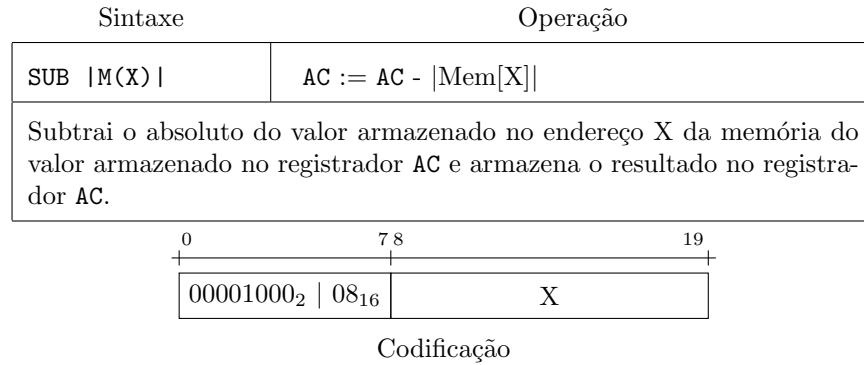 Sintaxe Operação
SUB |M(X)| AC := AC - |Mem[X]|
Subtrai o absoluto do valor armazenado no endereço X da memória do
valor armazenado no registrador AC e armazena o resultado no registra-
dor AC.
0 7 8 19
00001000₂ | 08₁₆ X
Codificação